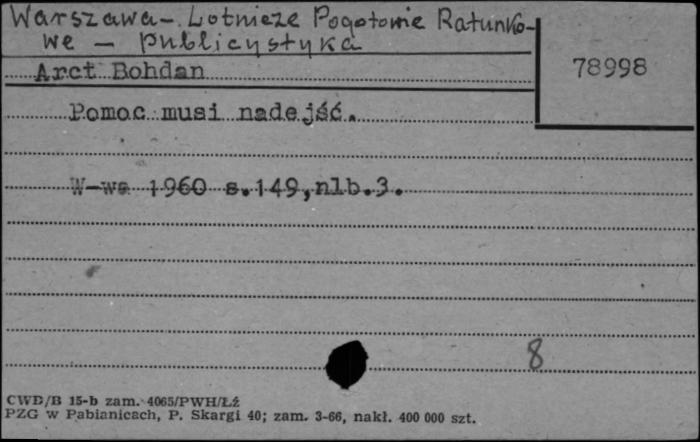 Warszawa - Lotnicze Pogotowie Ratunko-
we - publicystyka
Arct Bohdan
78998
Pomoc musi nadejść.
W-wa 1960 s.149,nlb.3.
8
CWD/B 15-b zam. 4065/PWH/Łź
PZG w Pabianicach, P. Skargi 40; zam. 3-66, nakł. 400 000 szt.